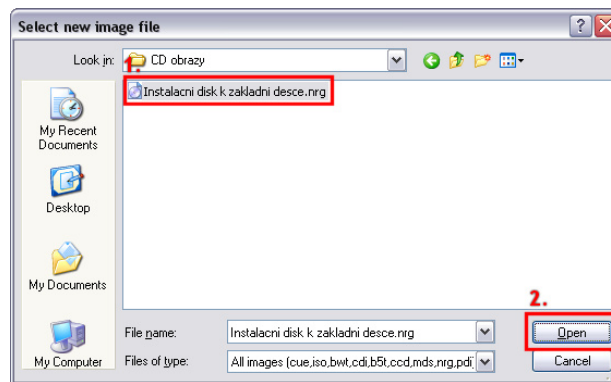 Select new image file
Look in: CD obrazy
1.
Instalacni disk k zakladni desce.nrg
My Recent
Documents
Desktop
My Documents
My Computer
2.
File name: Instalacni disk k zakladni desce.nrg Open
Files of type: All images (cue,iso,bwt,cdi,b5t,ccd,mds,nrg,pdi, Cancel